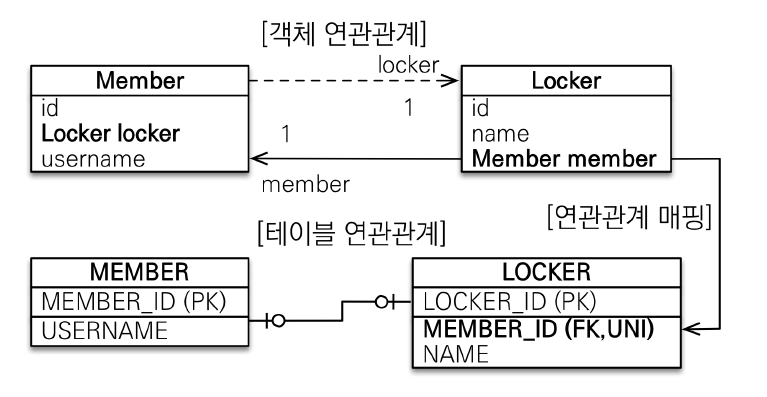 [객체 연관관계]
locker
Member
Locker
id
Locker locker
username
1
1
id
name
Member member
member
[연관관계 매핑]
[테이블 연관관계]
MEMBER
MEMBER_ID (PK)
USERNAME
LOCKER
LOCKER_ID (PK)
MEMBER_ID (FK,UNI)
NAME